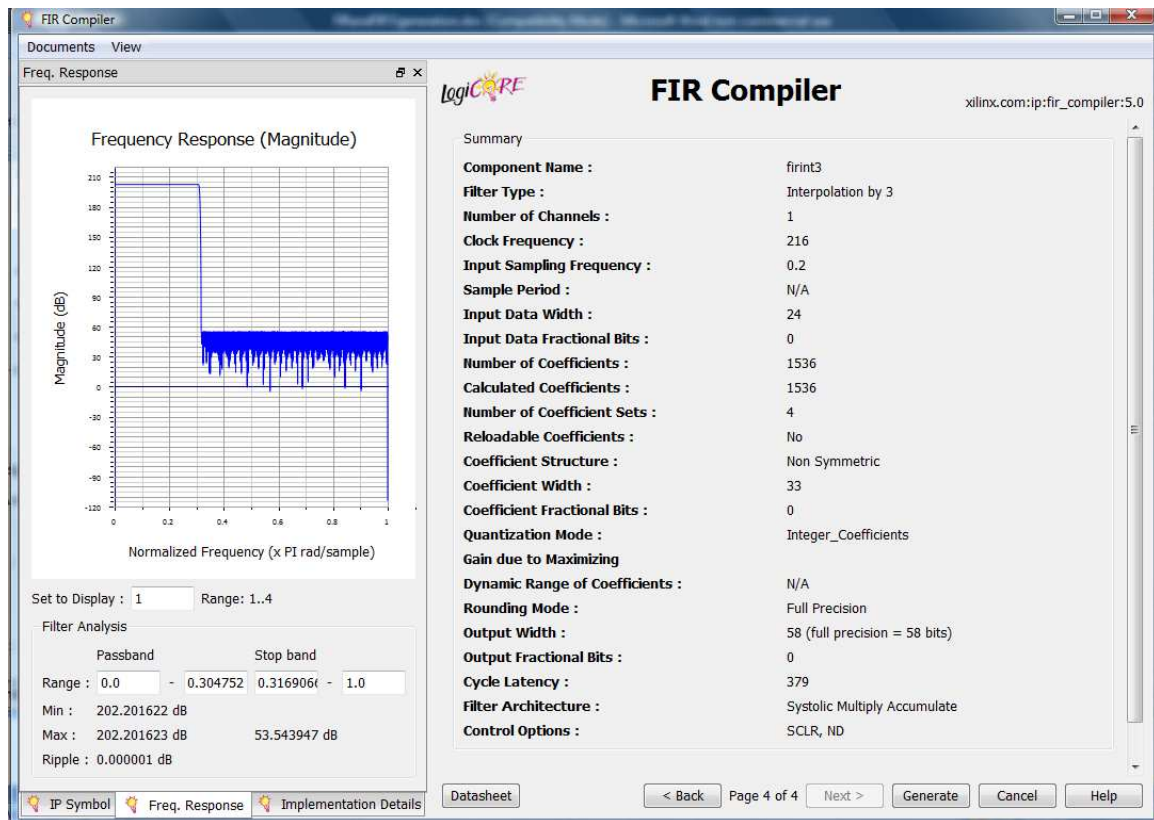 FIR Compiler
Documents View
Freq. Response
Frequency Response (Magnitude)
Magnitude (dB)
210
180
150
120
90
60
30
0
-30
-60
-90
-120
0 0.2 0.4 0.6 0.8 1
Normalized Frequency (x PI rad/sample)
Set to Display : 1 Range: 1..4
Filter Analysis
Passband Stop band
Range : 0.0 - 0.304752 0.3169066 - 1.0
Min : 202.201622 dB
Max : 202.201623 dB 53.543947 dB
Ripple : 0.000001 dB
IP Symbol Freq. Response Implementation Details
LogiCORE
FIR Compiler
xilinx.com:ip:fir_compiler:5.0
Summary
Component Name : firint3
Filter Type : Interpolation by 3
Number of Channels : 1
Clock Frequency : 216
Input Sampling Frequency : 0.2
Sample Period : N/A
Input Data Width : 24
Input Data Fractional Bits : 0
Number of Coefficients : 1536
Calculated Coefficients : 1536
Number of Coefficient Sets : 4
Reloadable Coefficients : No
Coefficient Structure : Non Symmetric
Coefficient Width : 33
Coefficient Fractional Bits : 0
Quantization Mode : Integer_Coefficients
Gain due to Maximizing
Dynamic Range of Coefficients : N/A
Rounding Mode : Full Precision
Output Width : 58 (full precision = 58 bits)
Output Fractional Bits : 0
Cycle Latency : 379
Filter Architecture : Systolic Multiply Accumulate
Control Options : SCLR, ND
Datasheet < Back Page 4 of 4 Next > Generate Cancel Help